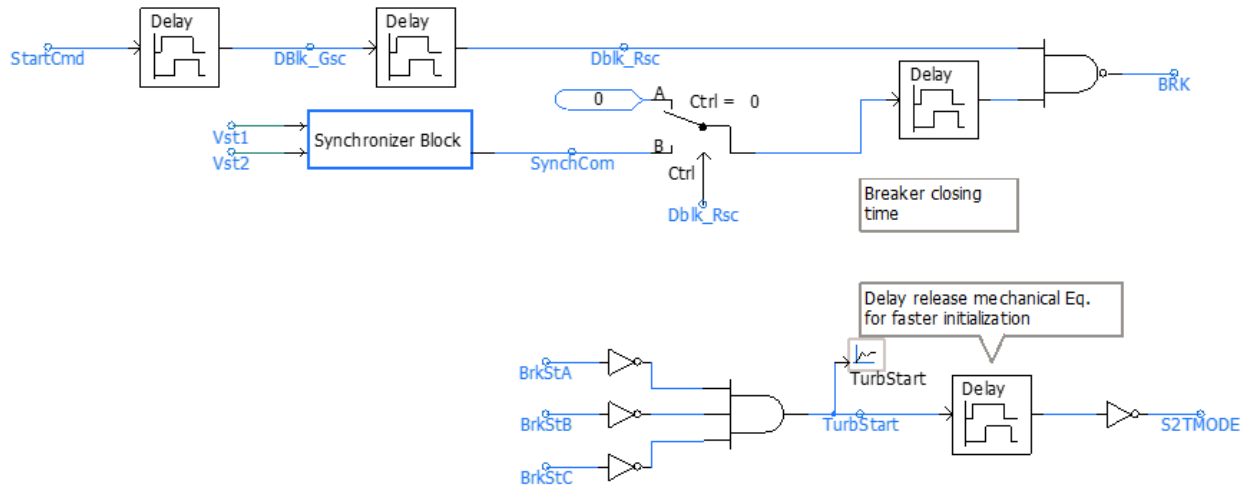 Delay
Delay
StartCmd
DBlk_Gsc
Dblk_Rsc
Delay
BRK
0
A
Ctrl = 0
Vst1
Vst2
Synchronizer Block
SynchCom
B
Ctrl
Dblk_Rsc
Breaker closing
time
Delay release mechanical Eq.
for faster initialization
BrkStA
TurbStart
Delay
BrkStB
TurbStart
S2TMODE
BrkStC